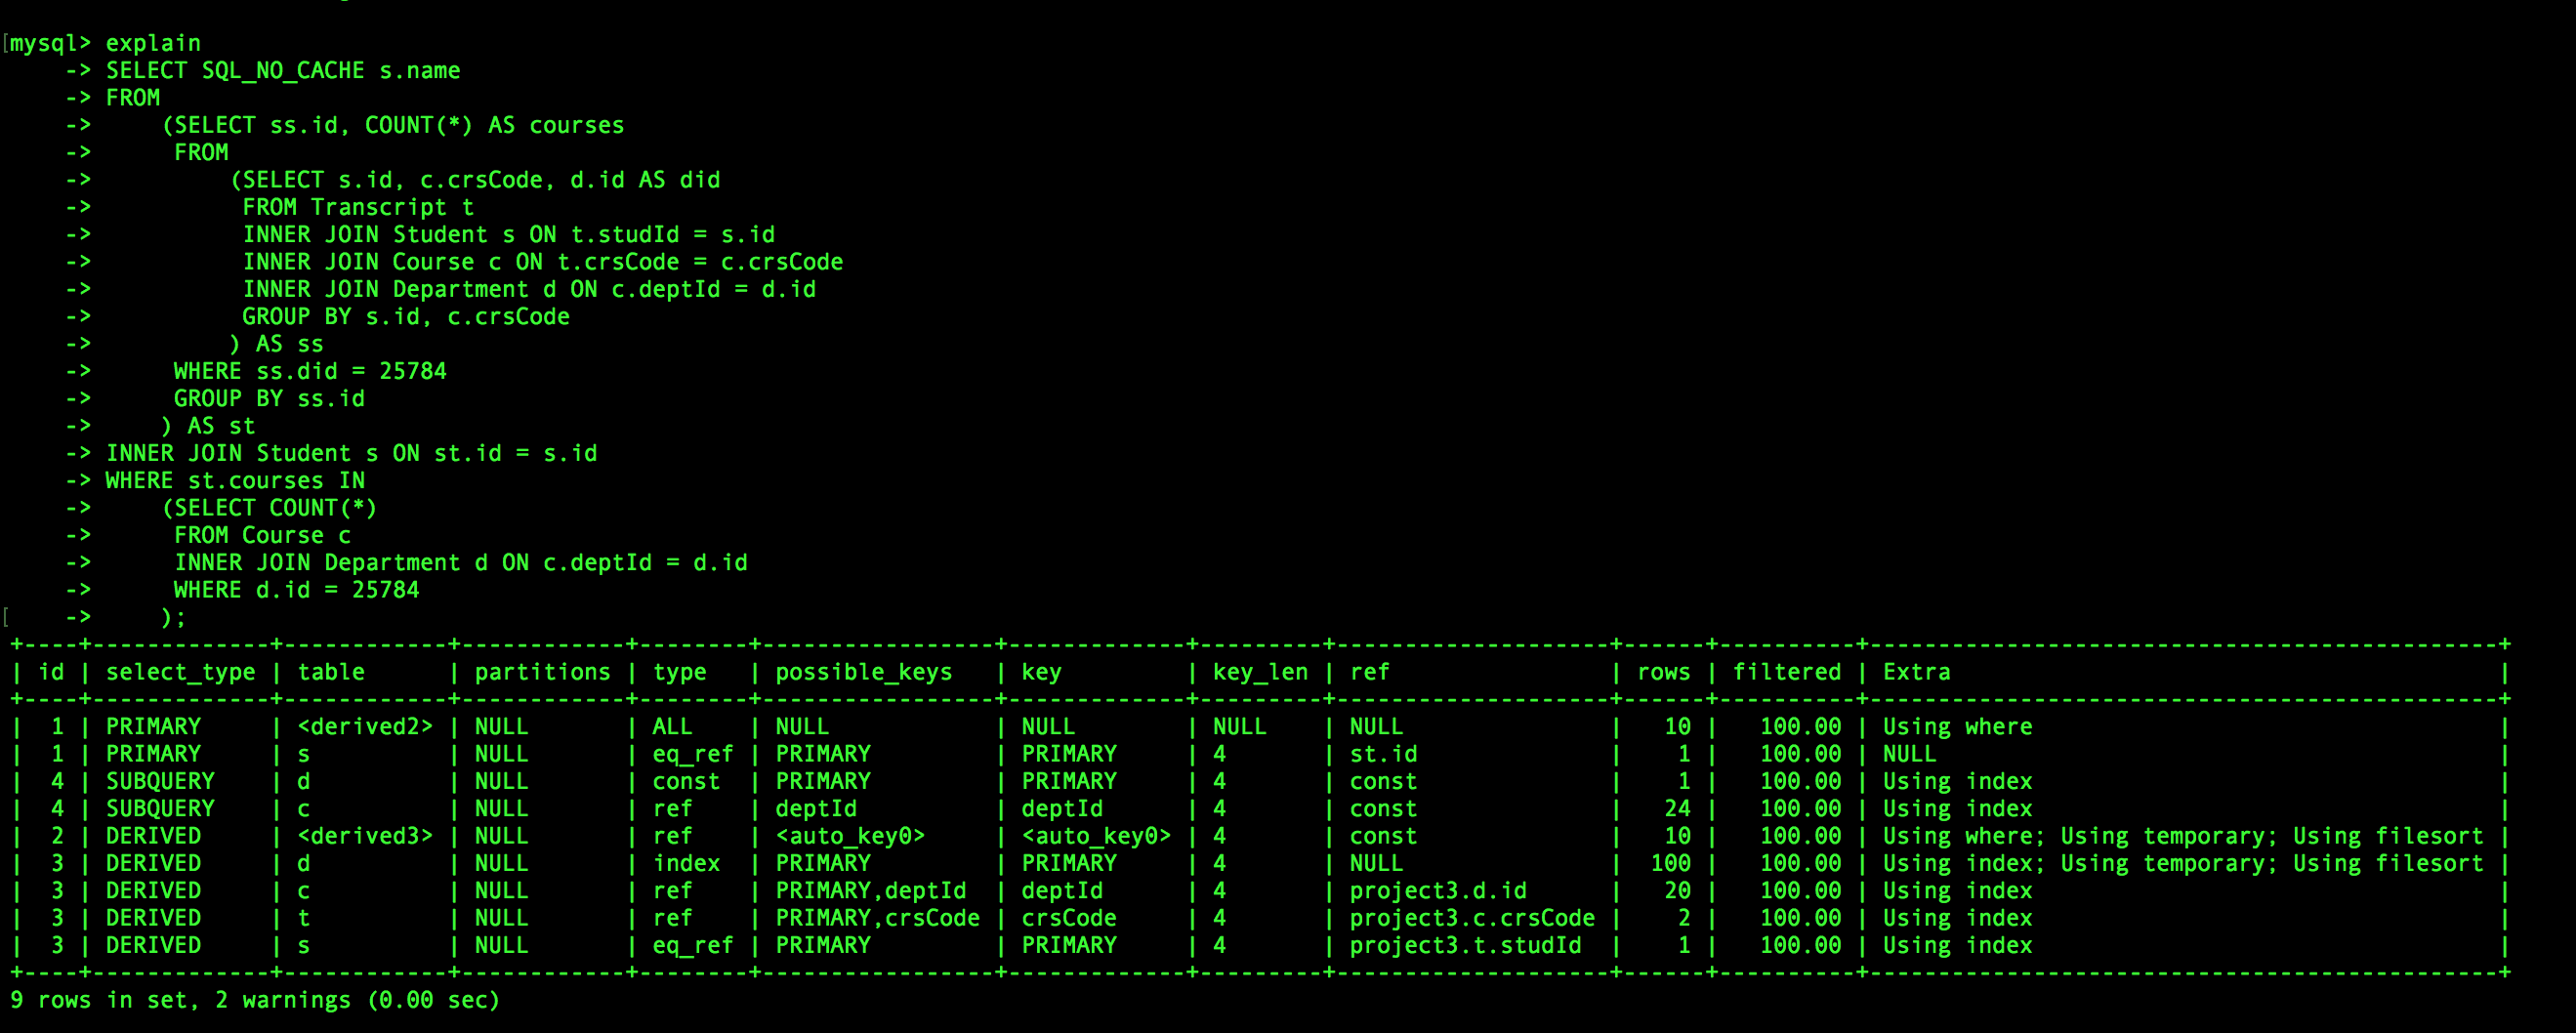 [mysql> explain
    -> SELECT SQL_NO_CACHE s.name
    -> FROM
    ->     (SELECT ss.id, COUNT(*) AS courses
    ->      FROM
    ->          (SELECT s.id, c.crsCode, d.id AS did
    ->           FROM Transcript t
    ->           INNER JOIN Student s ON t.studId = s.id
    ->           INNER JOIN Course c ON t.crsCode = c.crsCode
    ->           INNER JOIN Department d ON c.deptId = d.id
    ->           GROUP BY s.id, c.crsCode
    ->          ) AS ss
    ->      WHERE ss.did = 25784
    ->      GROUP BY ss.id
    ->     ) AS st
    -> INNER JOIN Student s ON st.id = s.id
    -> WHERE st.courses IN
    ->     (SELECT COUNT(*)
    ->      FROM Course c
    ->      INNER JOIN Department d ON c.deptId = d.id
    ->      WHERE d.id = 25784
[    ->     );
+----+-------------+------------+------------+--------+-----------------+-------------+---------+--------------------+------+----------+----------------------------------------------+
| id | select_type | table      | partitions | type   | possible_keys   | key         | key_len | ref                | rows | filtered | Extra                                        |
+----+-------------+------------+------------+--------+-----------------+-------------+---------+--------------------+------+----------+----------------------------------------------+
| 1 | PRIMARY     | <derived2> | NULL       | ALL    | NULL            | NULL        | NULL    | NULL               |   10 |   100.00 | Using where                                  |
| 1 | PRIMARY     | s          | NULL       | eq_ref | PRIMARY         | PRIMARY     | 4       | st.id              |    1 |   100.00 | NULL                                         |
| 4 | SUBQUERY    | d          | NULL       | const  | PRIMARY         | PRIMARY     | 4       | const              |    1 |   100.00 | Using index                                  |
| 4 | SUBQUERY    | c          | NULL       | ref    | deptId          | deptId      | 4       | const              |   24 |   100.00 | Using index                                  |
| 2 | DERIVED     | <derived3> | NULL       | ref    | <auto_key0>     | <auto_key0> | 4       | const              |   10 |   100.00 | Using where; Using temporary; Using filesort |
| 3 | DERIVED     | d          | NULL       | index  | PRIMARY         | PRIMARY     | 4       | NULL               |  100 |   100.00 | Using index; Using temporary; Using filesort |
| 3 | DERIVED     | c          | NULL       | ref    | PRIMARY,deptId  | deptId      | 4       | project3.d.id      |   20 |   100.00 | Using index                                  |
| 3 | DERIVED     | t          | NULL       | ref    | PRIMARY,crsCode | crsCode     | 4       | project3.c.crsCode |    2 |   100.00 | Using index                                  |
| 3 | DERIVED     | s          | NULL       | eq_ref | PRIMARY         | PRIMARY     | 4       | project3.t.studId  |    1 |   100.00 | Using index                                  |
+----+-------------+------------+------------+--------+-----------------+-------------+---------+--------------------+------+----------+----------------------------------------------+
9 rows in set, 2 warnings (0.00 sec)